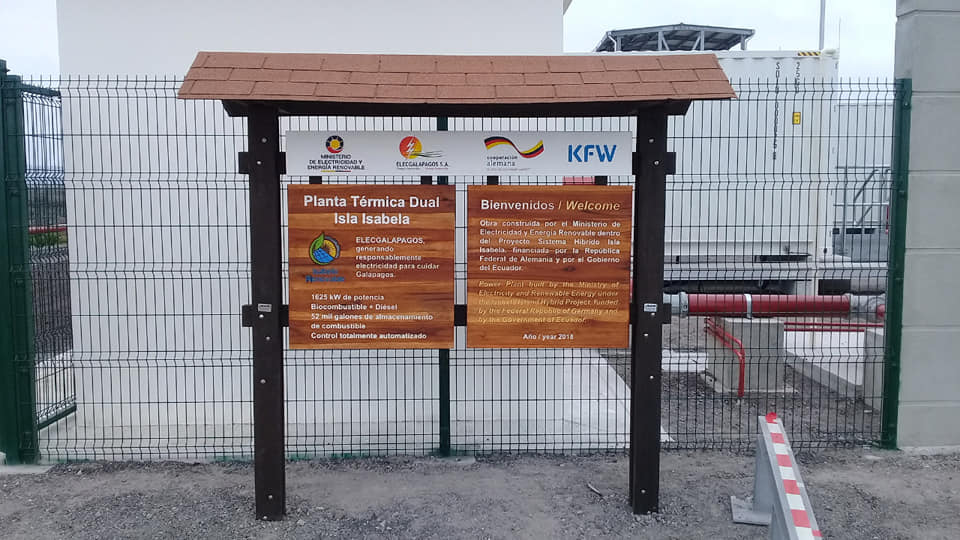 MINISTERIO
DE ELECTRICIDAD Y
ENERGÍA RENOVABLE
ELECGALAPAGOS S.A.
cooperación
alemana
KFW
Planta Térmica Dual
Isla Isabela
ELECGALAPAGOS,
generando
responsablemente
electricidad para cuidar
Galapagos.
1625 kW de potencia
Biocombustible + Diésel
52 mil galones de almacenamiento
de combustible
Control totalmente automatizado
Bienvenidos / Welcome
Obra construida por el Ministerio de
Electricidad y Energía Renovable dentro
del Proyecto Sistema Híbrido Isla
Isabela, financiada por la República
Federal de Alemania y por el Gobierno
del Ecuador.
Power Plant built by the Ministry of
Electricity and Renewable Energy under
the Isabela Island Hybrid Project, funded
by the Federal Republic of Germany and
by the Government of Ecuador.
Año / year 2018